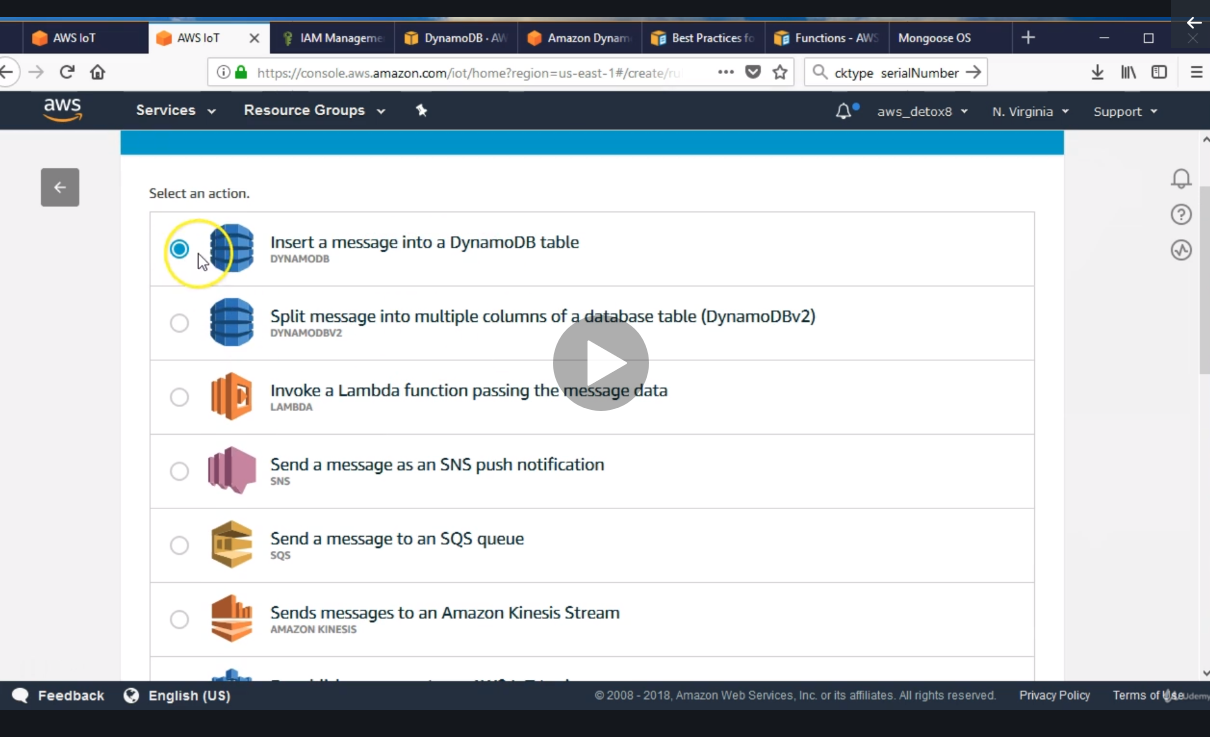 AWS IoT AWS IoT IAM Manageme DynamoDB - AW Amazon Dynam Best Practices fo Functions - AWS Mongoose OS
https://console.aws.amazon.com/iot/home?region=us-east-1#/create/ru cktype serialNumber
aws Services Resource Groups aws_detox8 N. Virginia Support
Select an action.
Insert a message into a DynamoDB table
DYNAMODB
Split message into multiple columns of a database table (DynamoDBv2)
DYNAMODBV2
Invoke a Lambda function passing the message data
LAMBDA
Send a message as an SNS push notification
SNS
Send a message to an SQS queue
SQS
Sends messages to an Amazon Kinesis Stream
AMAZON KINESIS
Feedback English (US) © 2008 - 2018, Amazon Web Services, Inc. or its affiliates. All rights reserved. Privacy Policy Terms of Use
Udemy